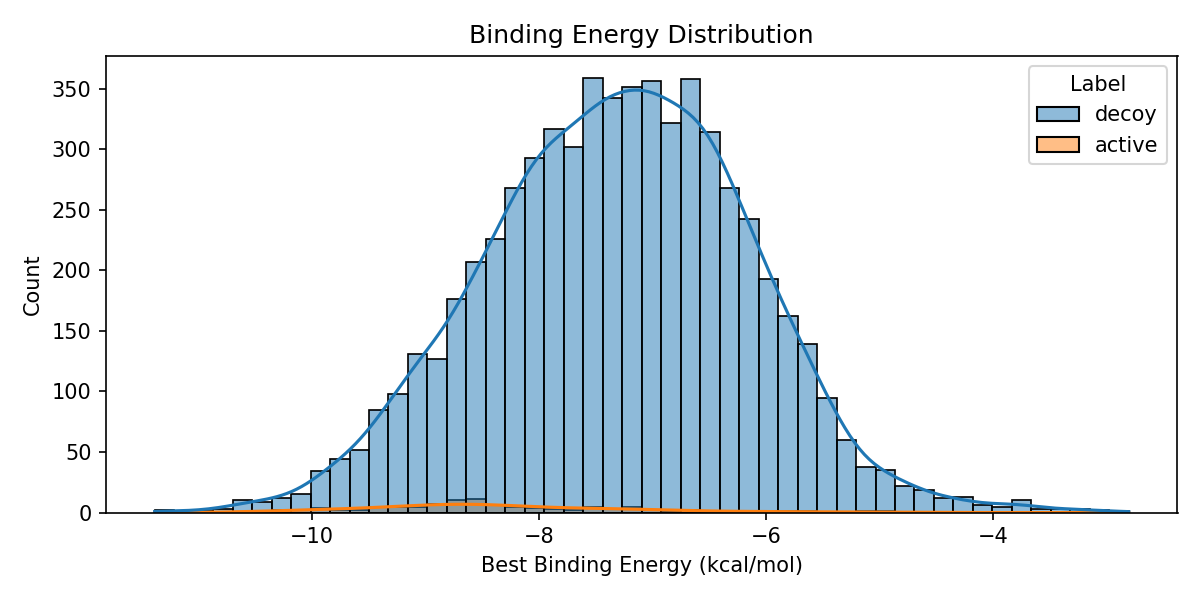 Binding Energy Distribution
Label
decoy
active
350
300
250
200
150
100
50
0
Count
−10
−8
−6
−4
Best Binding Energy (kcal/mol)